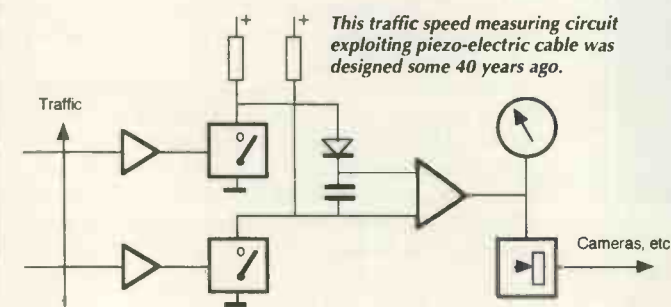 This traffic speed measuring circuit
exploiting piezo-electric cable was
designed some 40 years ago.
+
+
Traffic
o
o
Cameras, etc